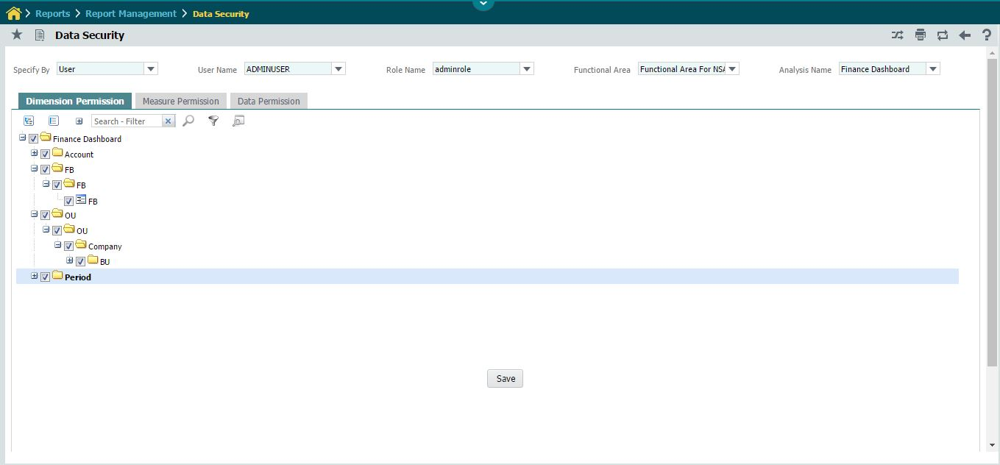 Reports Report Management Data Security
Data Security
Specify By User User Name ADMINUSER Role Name adminrole Functional Area Functional Area For NSA Analysis Name Finance Dashboard
Dimension Permission Measure Permission Data Permission
Search - Filter
Finance Dashboard
Account
FB
FB
FB
OU
OU
Company
BU
Period
Save